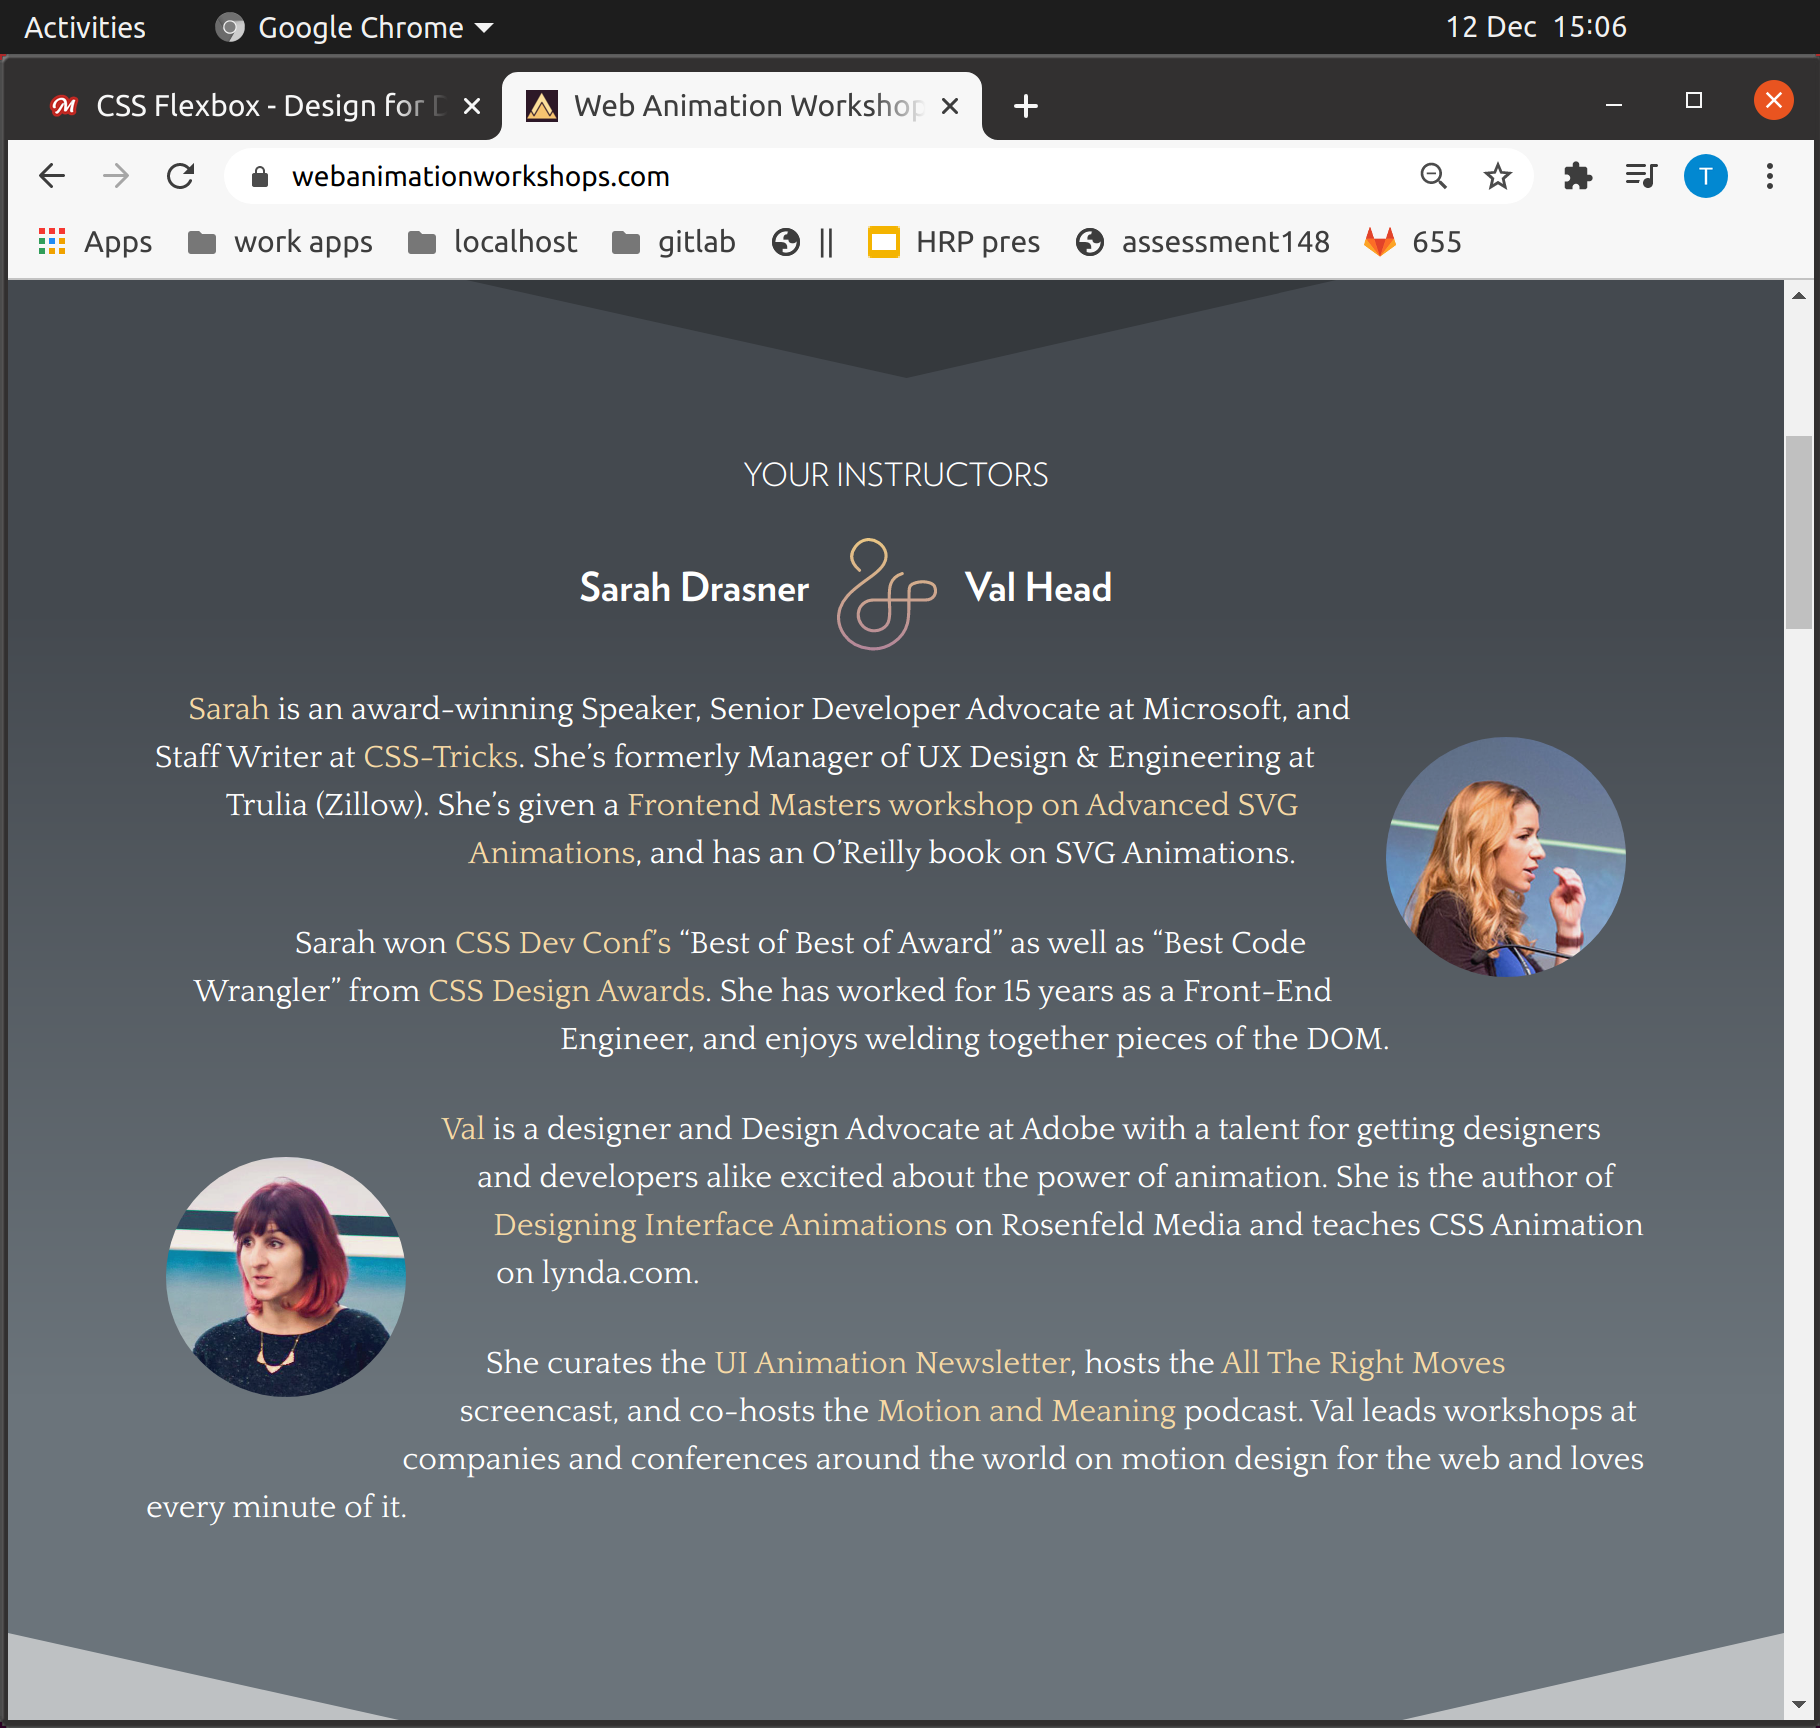 Activities
Google Chrome
12 Dec 15:06
CSS Flexbox - Design for D
Web Animation Workshop
webanimationworkshops.com
T
Apps
work apps
localhost
gitlab
||
HRP pres
assessment148
655
YOUR INSTRUCTORS
Sarah Drasner & Val Head
Sarah is an award-winning Speaker, Senior Developer Advocate at Microsoft, and
Staff Writer at CSS-Tricks. She’s formerly Manager of UX Design & Engineering at
Trulia (Zillow). She’s given a Frontend Masters workshop on Advanced SVG
Animations, and has an O’Reilly book on SVG Animations.
Sarah won CSS Dev Conf’s “Best of Best of Award” as well as “Best Code
Wrangler” from CSS Design Awards. She has worked for 15 years as a Front-End
Engineer, and enjoys welding together pieces of the DOM.
Val is a designer and Design Advocate at Adobe with a talent for getting designers
and developers alike excited about the power of animation. She is the author of
Designing Interface Animations on Rosenfeld Media and teaches CSS Animation
on lynda.com.
She curates the UI Animation Newsletter, hosts the All The Right Moves
screencast, and co-hosts the Motion and Meaning podcast. Val leads workshops at
companies and conferences around the world on motion design for the web and loves
every minute of it.